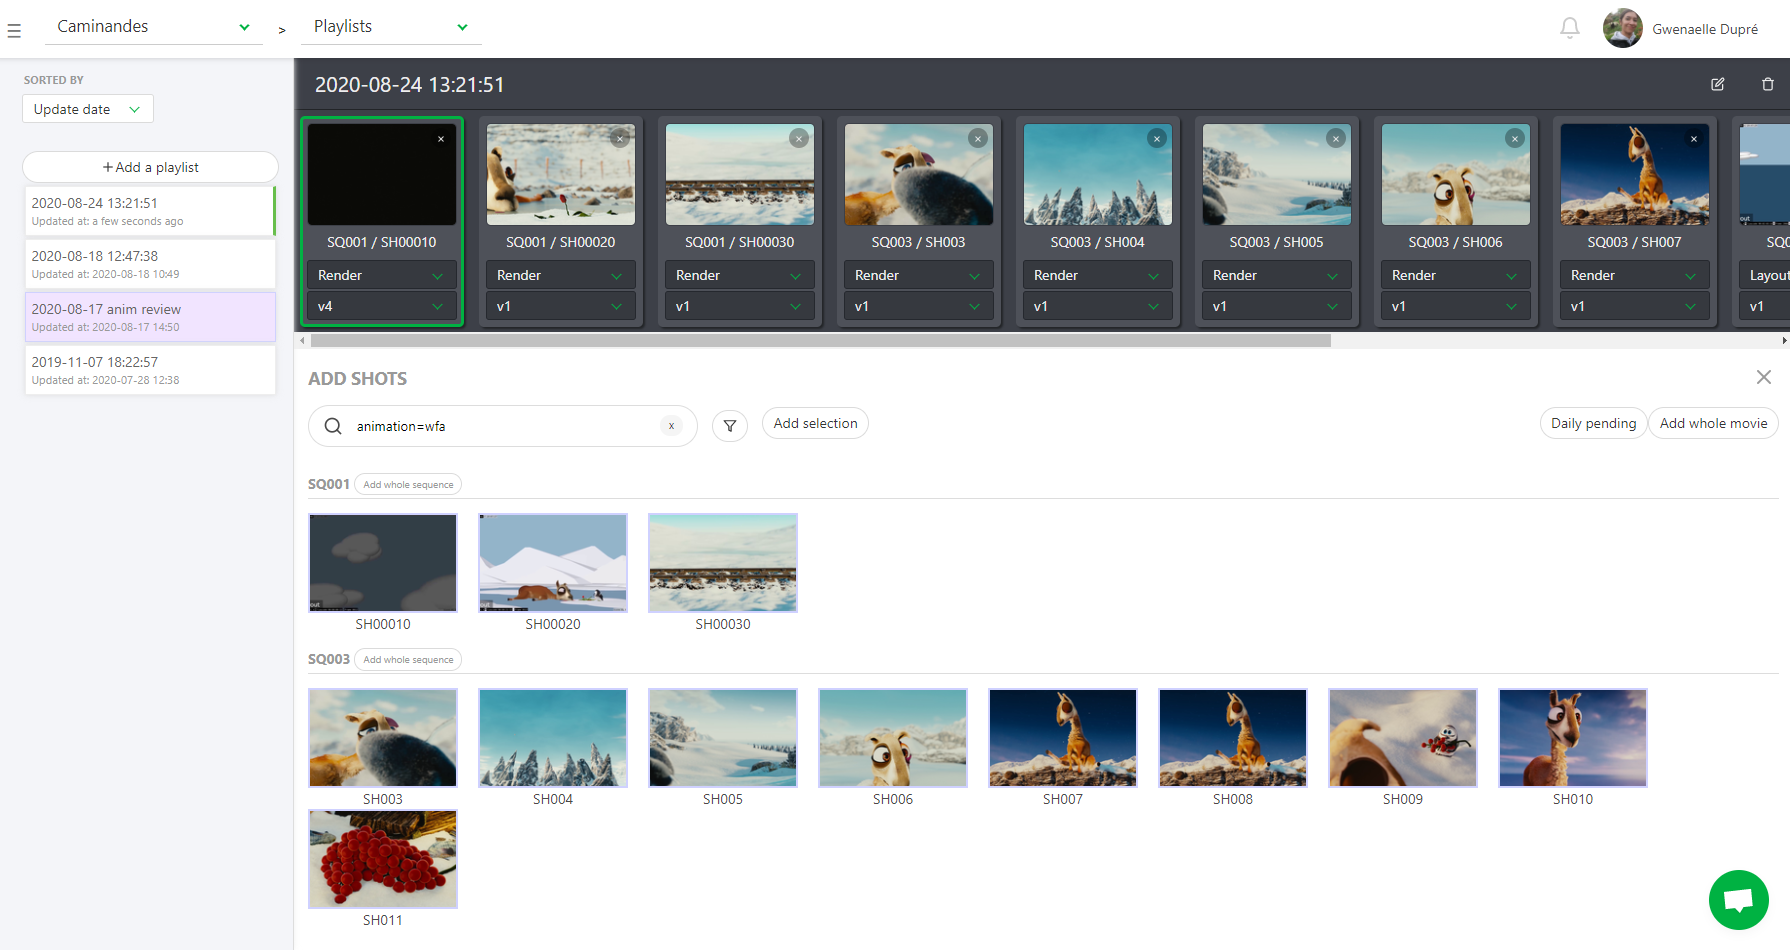 Caminandes
>
Playlists
Gwenaelle Dupré
SORTED BY
Update date
+ Add a playlist
2020-08-24 13:21:51
Updated at: a few seconds ago
2020-08-18 12:47:38
Updated at: 2020-08-18 10:49
2020-08-17 anim review
Updated at: 2020-08-17 14:50
2019-11-07 18:22:57
Updated at: 2020-07-28 12:38
2020-08-24 13:21:51
SQ001 / SH00010
Render
v4
SQ001 / SH00020
Render
v1
SQ001 / SH00030
Render
v1
SQ003 / SH003
Render
v1
SQ003 / SH004
Render
v1
SQ003 / SH005
Render
v1
SQ003 / SH006
Render
v1
SQ003 / SH007
Render
v1
out
SQ0
Layout
v1
ADD SHOTS
animation=wfa
x
Add selection
Daily pending
Add whole movie
SQ001
Add whole sequence
out
SH00010
SH00020
SH00030
SQ003
Add whole sequence
SH003
SH004
SH005
SH006
SH007
SH008
SH009
SH010
SH011